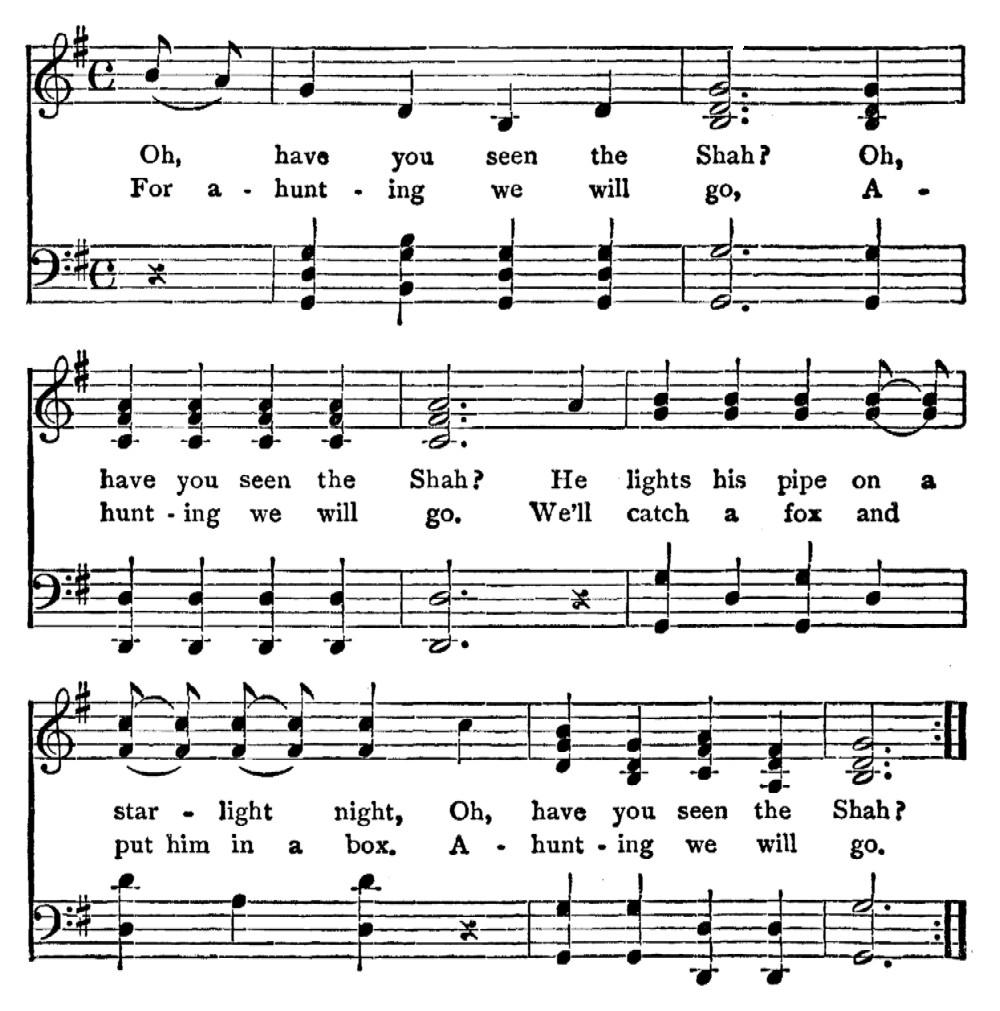 Oh, have you seen the Shah? Oh,
For a - hunt - ing we will go, A -
have you seen the Shah? He lights his pipe on a
hunt - ing we will go. We'll catch a fox and
star - light night, Oh, have you seen the Shah?
put him in a box. A - hunt - ing we will go.